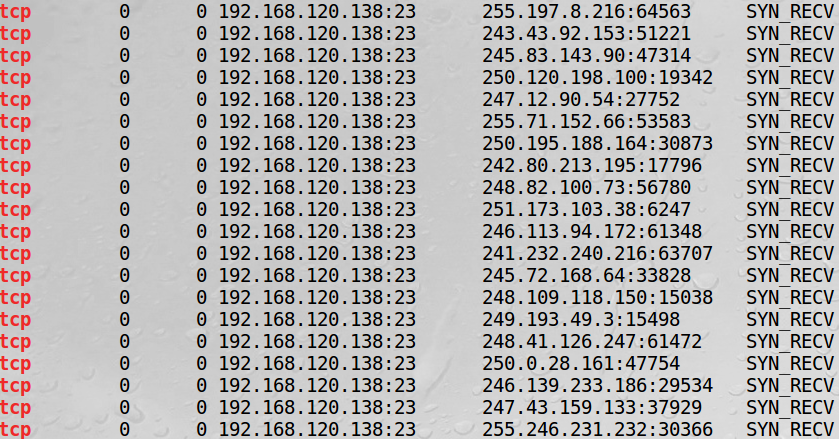 tcp 0 0 192.168.120.138:23 255.197.8.216:64563 SYN_RECV
tcp 0 0 192.168.120.138:23 243.43.92.153:51221 SYN_RECV
tcp 0 0 192.168.120.138:23 245.83.143.90:47314 SYN_RECV
tcp 0 0 192.168.120.138:23 250.120.198.100:19342 SYN_RECV
tcp 0 0 192.168.120.138:23 247.12.90.54:27752 SYN_RECV
tcp 0 0 192.168.120.138:23 255.71.152.66:53583 SYN_RECV
tcp 0 0 192.168.120.138:23 250.195.188.164:30873 SYN_RECV
tcp 0 0 192.168.120.138:23 242.80.213.195:17796 SYN_RECV
tcp 0 0 192.168.120.138:23 248.82.100.73:56780 SYN_RECV
tcp 0 0 192.168.120.138:23 251.173.103.38:6247 SYN_RECV
tcp 0 0 192.168.120.138:23 246.113.94.172:61348 SYN_RECV
tcp 0 0 192.168.120.138:23 241.232.240.216:63707 SYN_RECV
tcp 0 0 192.168.120.138:23 245.72.168.64:33828 SYN_RECV
tcp 0 0 192.168.120.138:23 248.109.118.150:15038 SYN_RECV
tcp 0 0 192.168.120.138:23 249.193.49.3:15498 SYN_RECV
tcp 0 0 192.168.120.138:23 248.41.126.247:61472 SYN_RECV
tcp 0 0 192.168.120.138:23 250.0.28.161:47754 SYN_RECV
tcp 0 0 192.168.120.138:23 246.139.233.186:29534 SYN_RECV
tcp 0 0 192.168.120.138:23 247.43.159.133:37929 SYN_RECV
tcp 0 0 192.168.120.138:23 255.246.231.232:30366 SYN_RECV